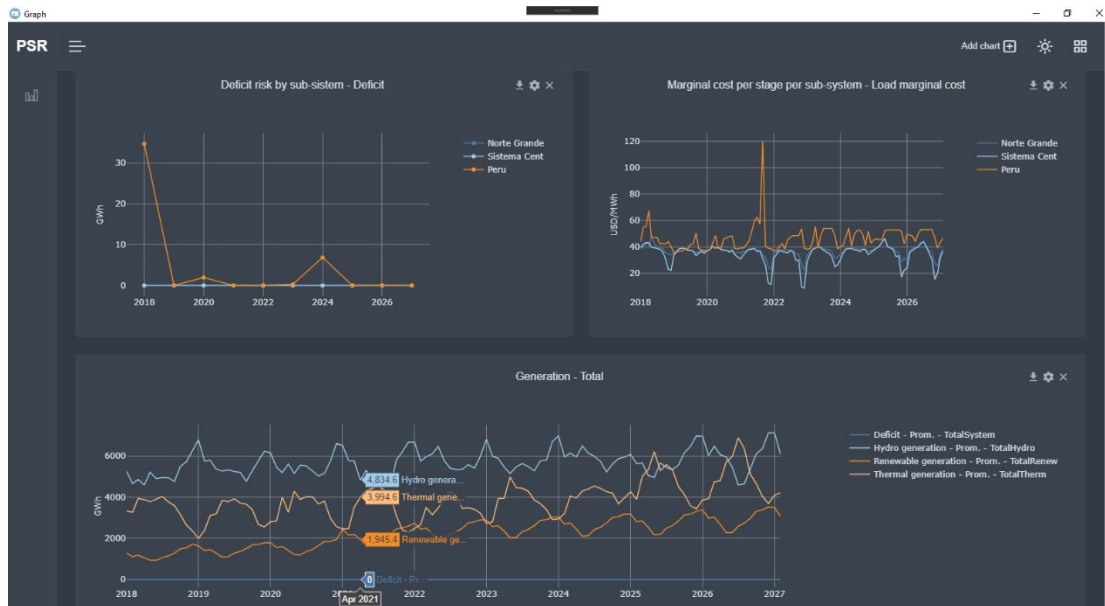 Graph
PSR
Add chart
Deficit risk by sub-sistem - Deficit
Norte Grande
Sistema Cent
Peru
30
20
10
0
GWh
2018 2020 2022 2024 2026
Marginal cost per stage per sub-system - Load marginal cost
Norte Grande
Sistema Cent
Peru
120
100
80
60
40
20
USD/MWh
2018 2020 2022 2024 2026
Generation - Total
Deficit - Prom. - TotalSystem
Hydro generation - Prom. - TotalHydro
Renewable generation - Prom. - TotalRenew
Thermal generation - Prom. - TotalTherm
6000
4000
2000
0
GWh
4,834.6 Hydro genera...
3,994.6 Thermal gene...
1,945.4 Renewable ge...
0 Deficit - Pr...
2018 2019 2020 2022 2023 2024 2025 2026 2027
Apr 2021